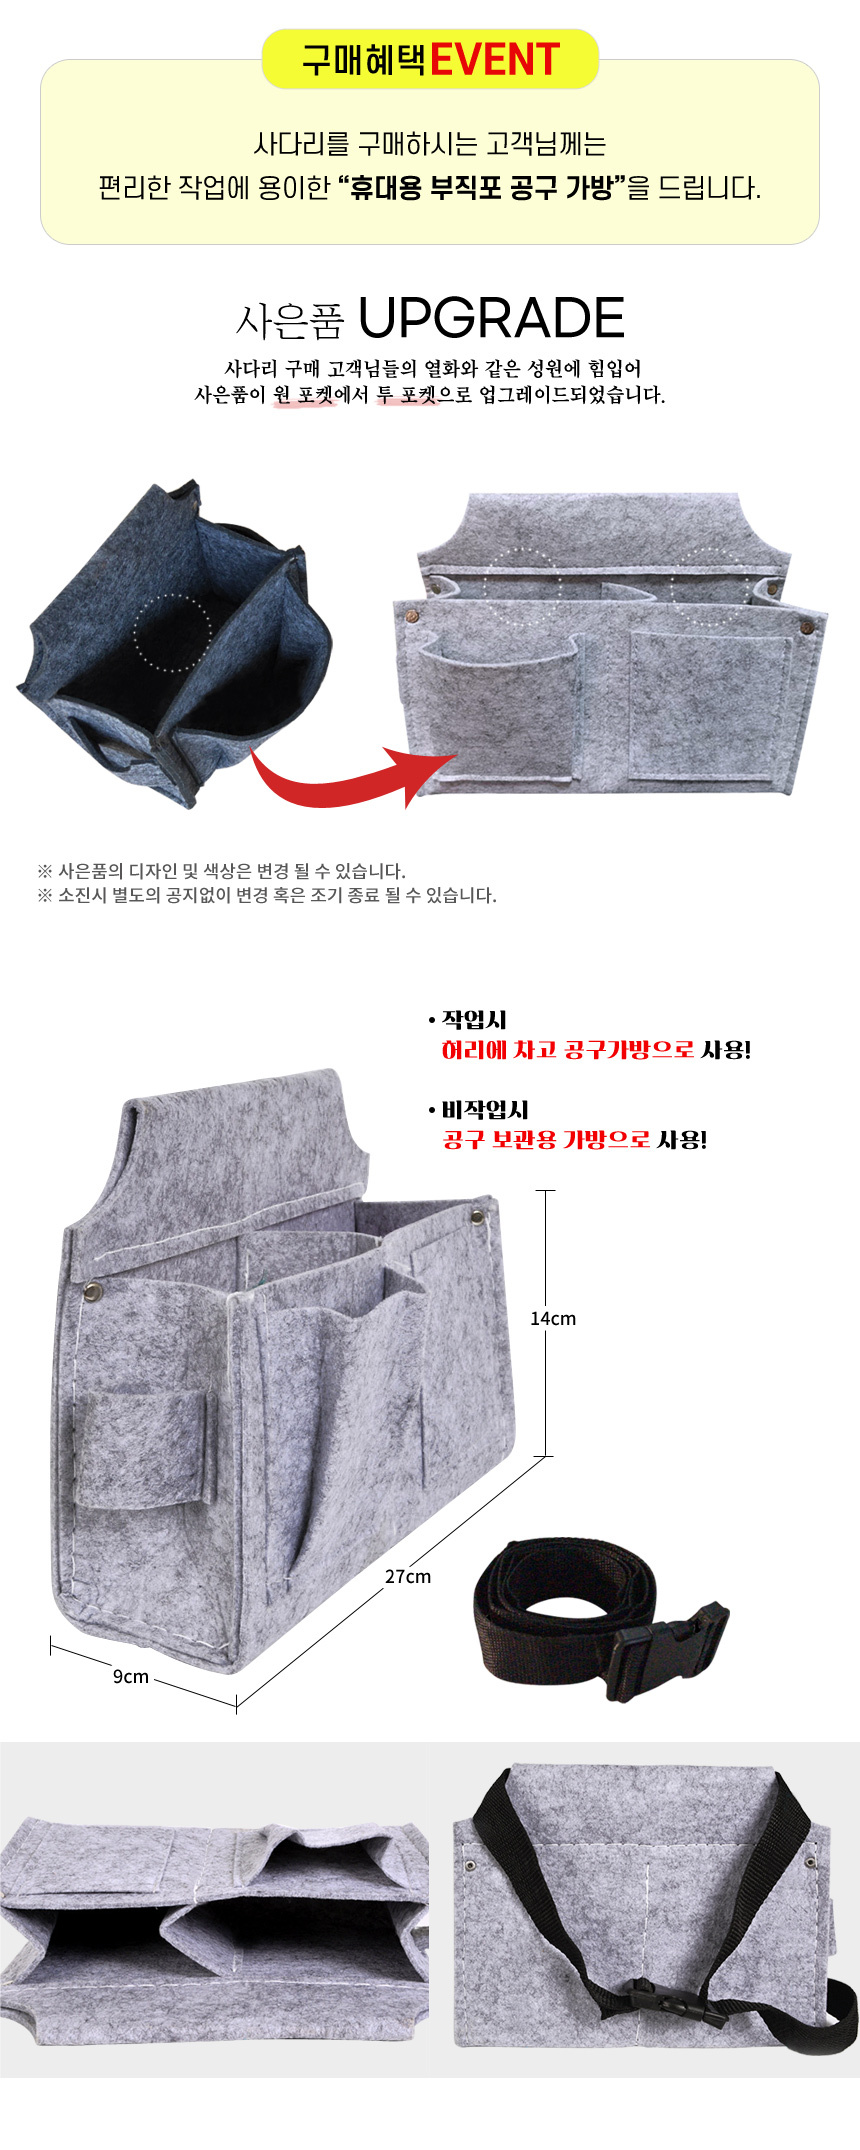 구매혜택EVENT
사다리를 구매하시는 고객님께는
편리한 작업에 용이한 “휴대용 부직포 공구 가방”을 드립니다.
사은품 UPGRADE
사다리 구매 고객님들의 열화와 같은 성원에 힘입어
사은품이 원 포켓에서 투 포켓으로 업그레이드되었습니다.
※ 사은품의 디자인 및 색상은 변경 될 수 있습니다.
※ 소진시 별도의 공지없이 변경 혹은 조기 종료 될 수 있습니다.
• 작업시
허리에 차고 공구가방으로 사용!
• 비작업시
공구 보관용 가방으로 사용!
14cm
27cm
9cm